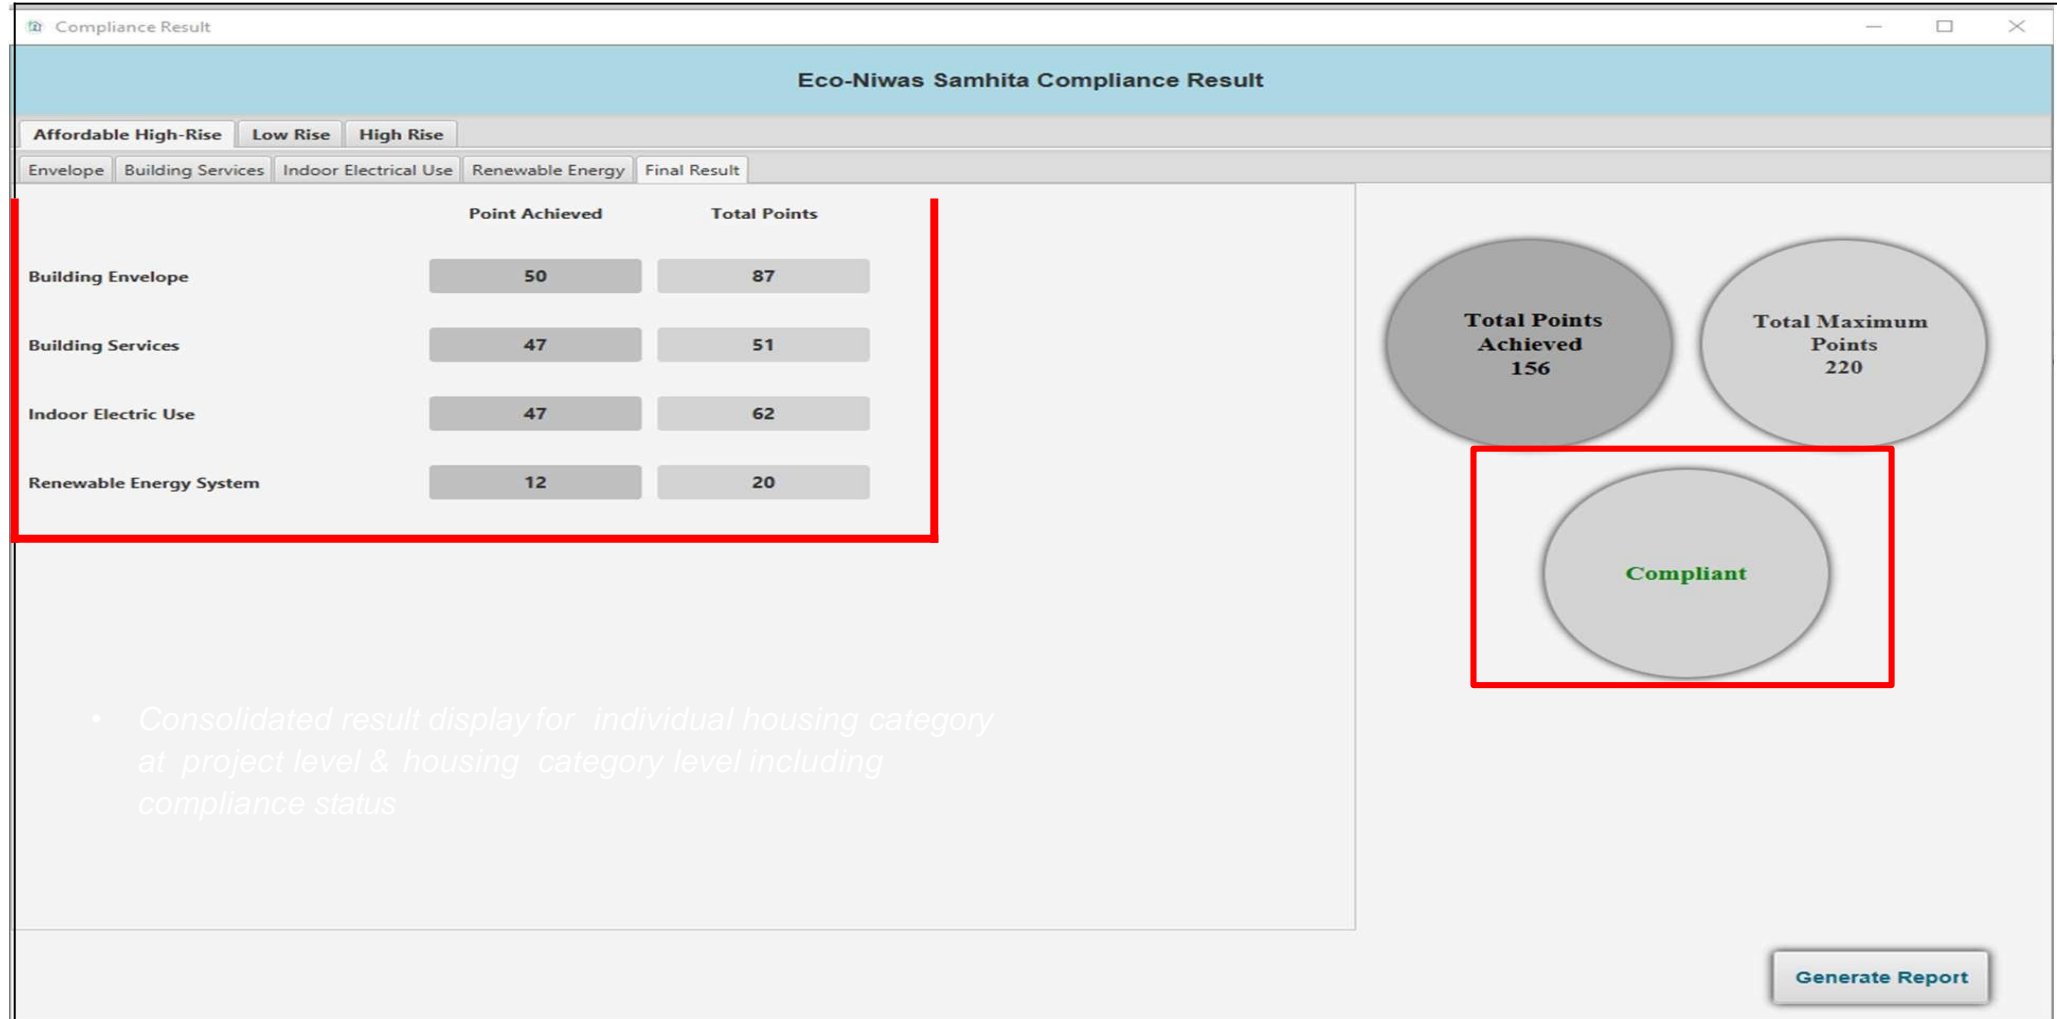 Compliance Result
Eco-Niwas Samhita Compliance Result
Affordable High-Rise Low Rise High Rise
Envelope Building Services Indoor Electrical Use Renewable Energy Final Result
Point Achieved Total Points
Building Envelope 50 87
Building Services 47 51
Indoor Electric Use 47 62
Renewable Energy System 12 20
Total Points
Achieved
156
Total Maximum
Points
220
Compliant
• Consolidated result display for individual housing category
at project level & housing category level including
compliance status
Generate Report